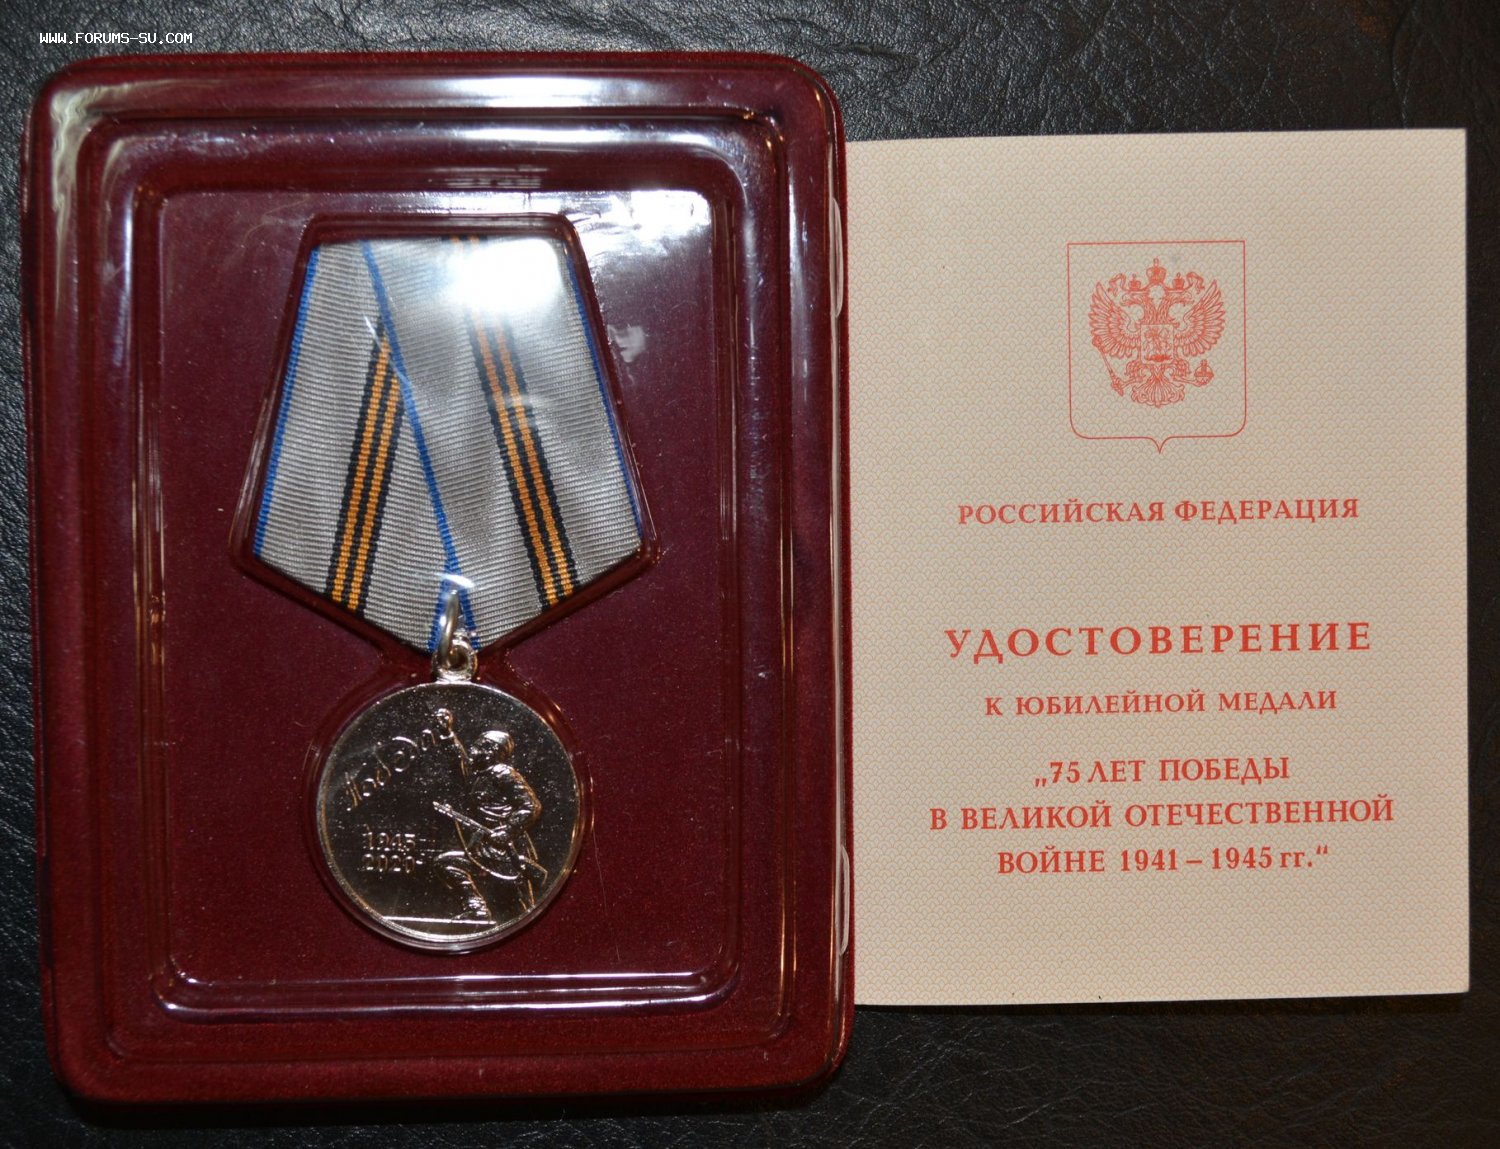 WWW.FORUMS-SU.COM
Победа
1945
2020
РОССИЙСКАЯ ФЕДЕРАЦИЯ
УДОСТОВЕРЕНИЕ
К ЮБИЛЕЙНОЙ МЕДАЛИ
„75 ЛЕТ ПОБЕДЫ
В ВЕЛИКОЙ ОТЕЧЕСТВЕННОЙ
ВОЙНЕ 1941 – 1945 гг.“